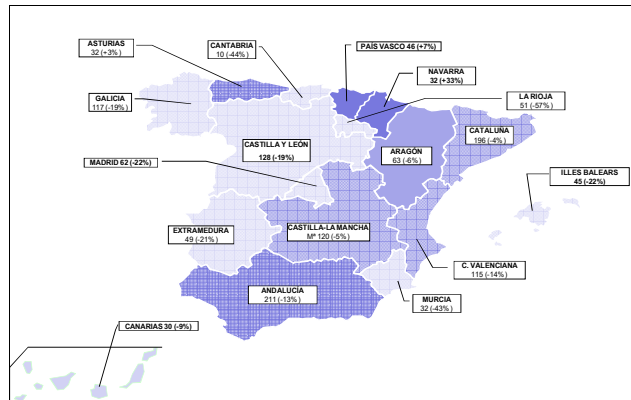 ASTURIAS
32 (+3%)
CANTABRIA
10 (-44%)
PAÍS VASCO 46 (+7%)
NAVARRA
32 (+33%)
GALICIA
117 (-19%)
LA RIOJA
51 (-57%)
CASTILLA Y LEÓN
128 (-19%)
ARAGÓN
63 (-6%)
CATALUÑA
196 (-4%)
MADRID 62 (-22%)
ILLES BALEARS
45 (-22%)
EXTREMADURA
49 (-21%)
CASTILLA-LA MANCHA
Mª 120 (-5%)
C. VALENCIANA
115 (-14%)
ANDALUCÍA
211 (-13%)
MURCIA
32 (-43%)
CANARIAS 30 (-9%)